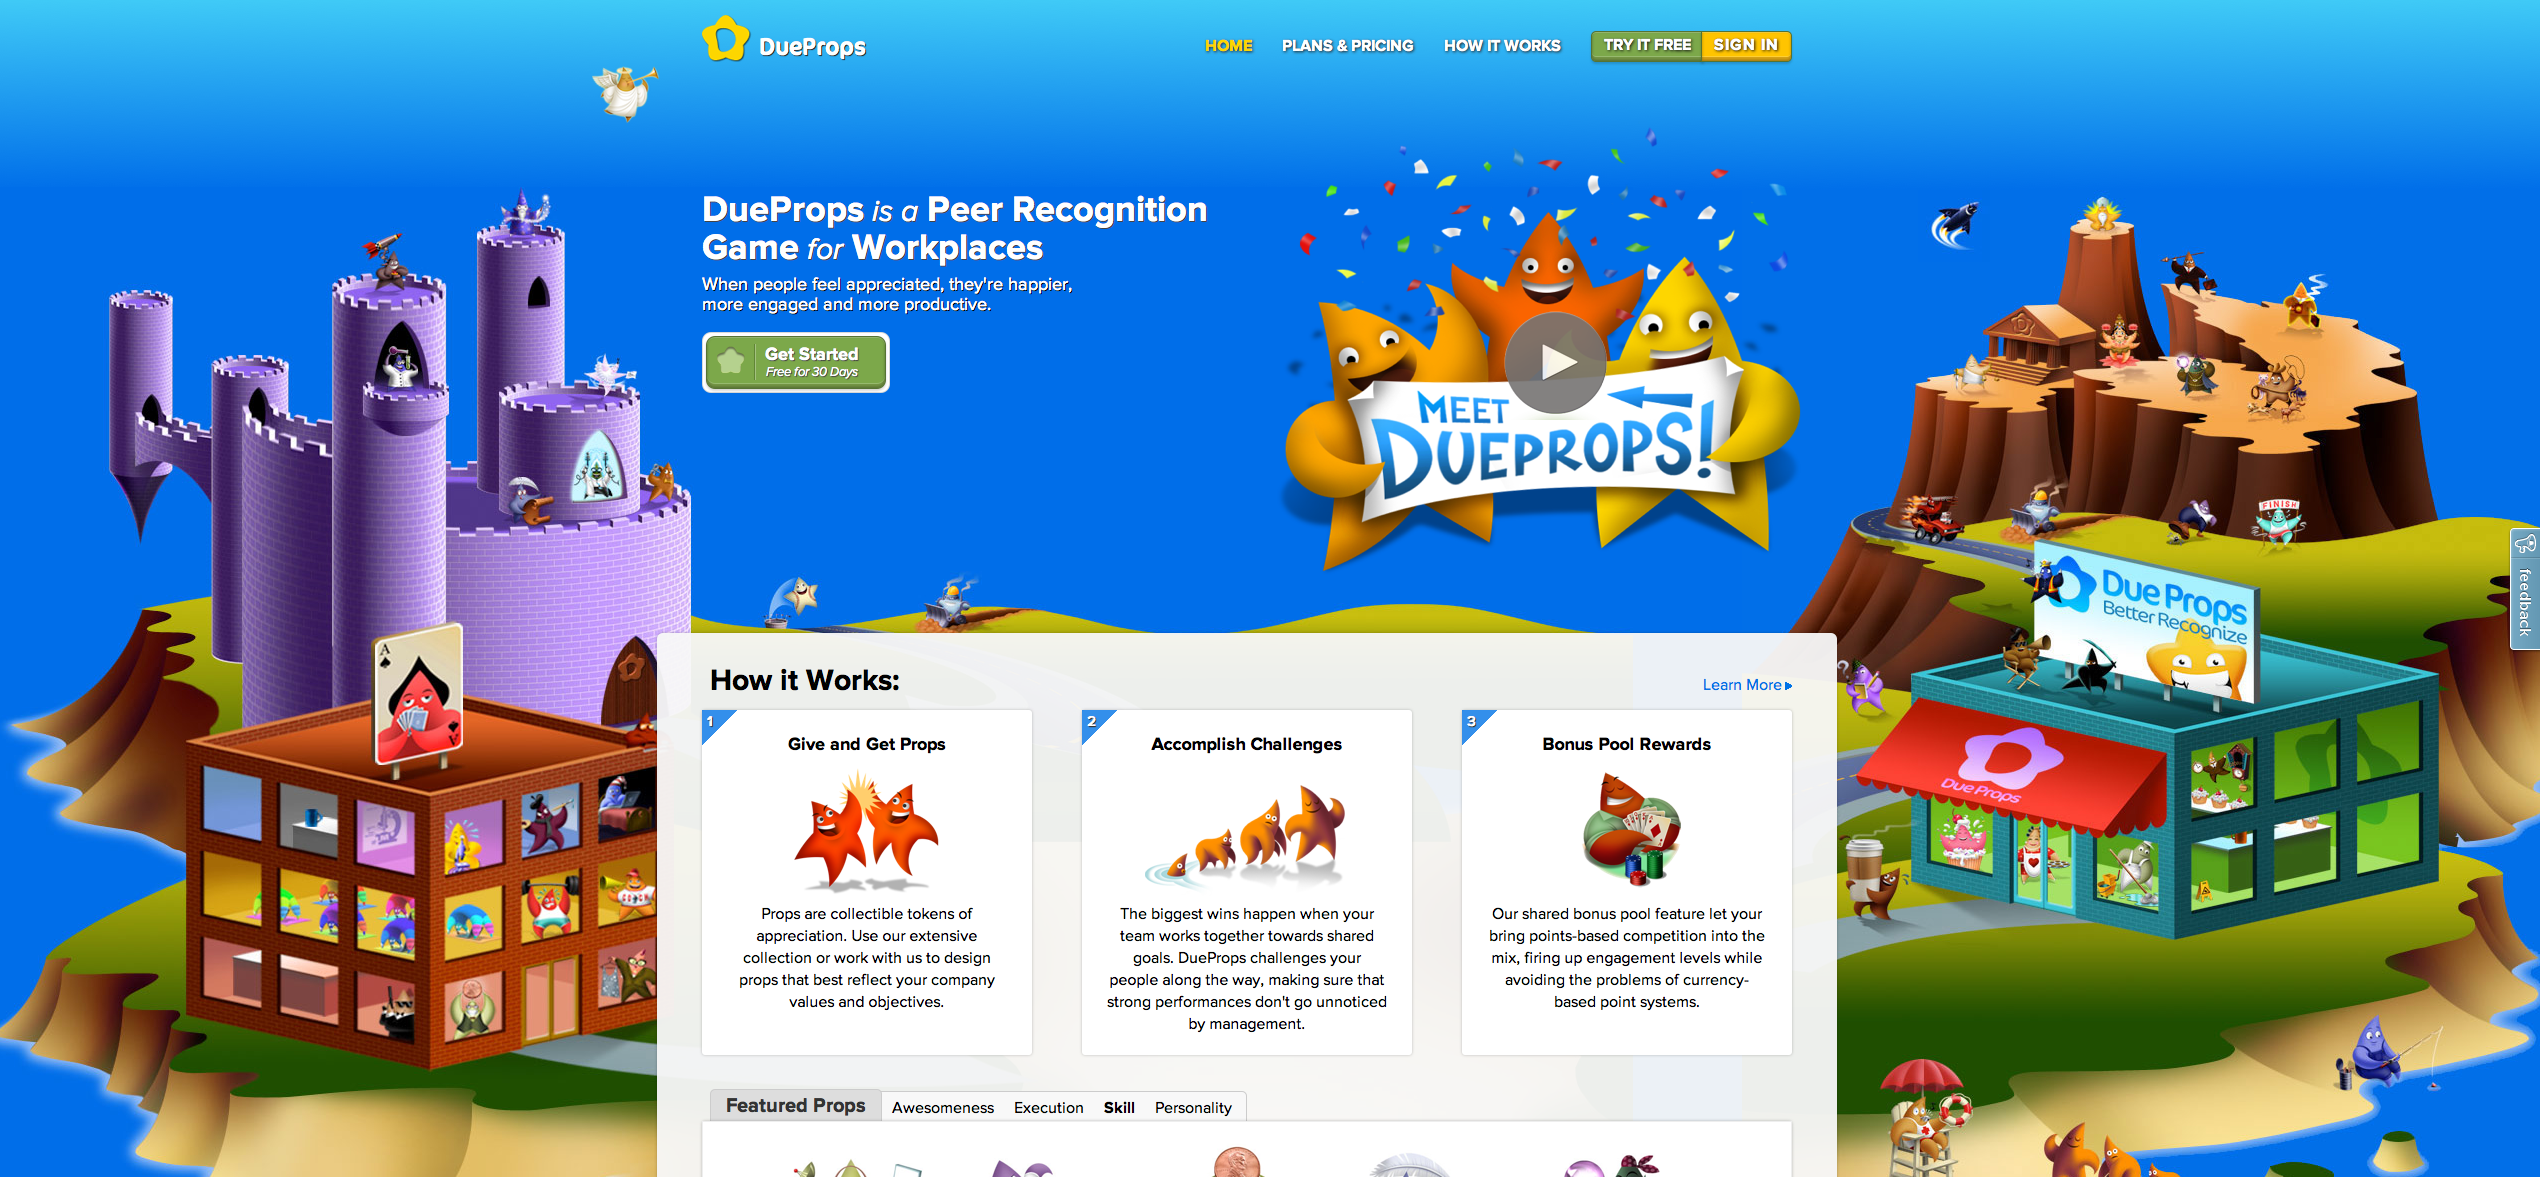 DueProps
HOME
PLANS & PRICING
HOW IT WORKS
TRY IT FREE
SIGN IN
DueProps is a Peer Recognition
Game for Workplaces
When people feel appreciated, they're happier,
more engaged and more productive.
Get Started
Free for 30 Days
MEET
DUEPROPS!
FINISH
Due Props
Better Recognize
feedback
A
A
How it Works:
Learn More
1
Give and Get Props
Props are collectible tokens of
appreciation. Use our extensive
collection or work with us to design
props that best reflect your company
values and objectives.
2
Accomplish Challenges
The biggest wins happen when your
team works together towards shared
goals. DueProps challenges your
people along the way, making sure that
strong performances don't go unnoticed
by management.
3
Bonus Pool Rewards
Our shared bonus pool feature let your
bring points-based competition into the
mix, firing up engagement levels while
avoiding the problems of currency-
based point systems.
Due Props
COACH
Featured Props
Awesomeness
Execution
Skill
Personality